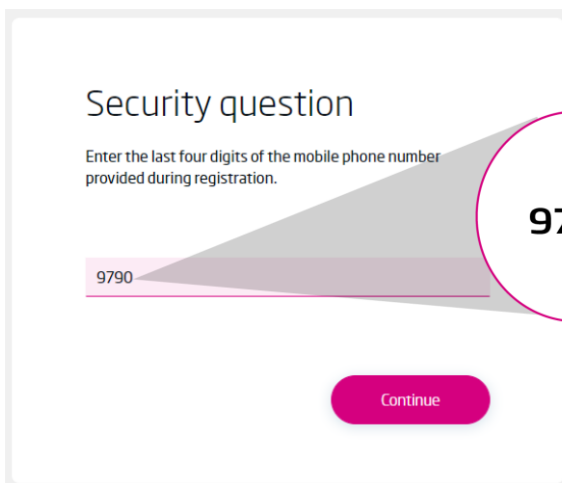 Security question
Enter the last four digits of the mobile phone number
provided during registration.
97
9790
Continue